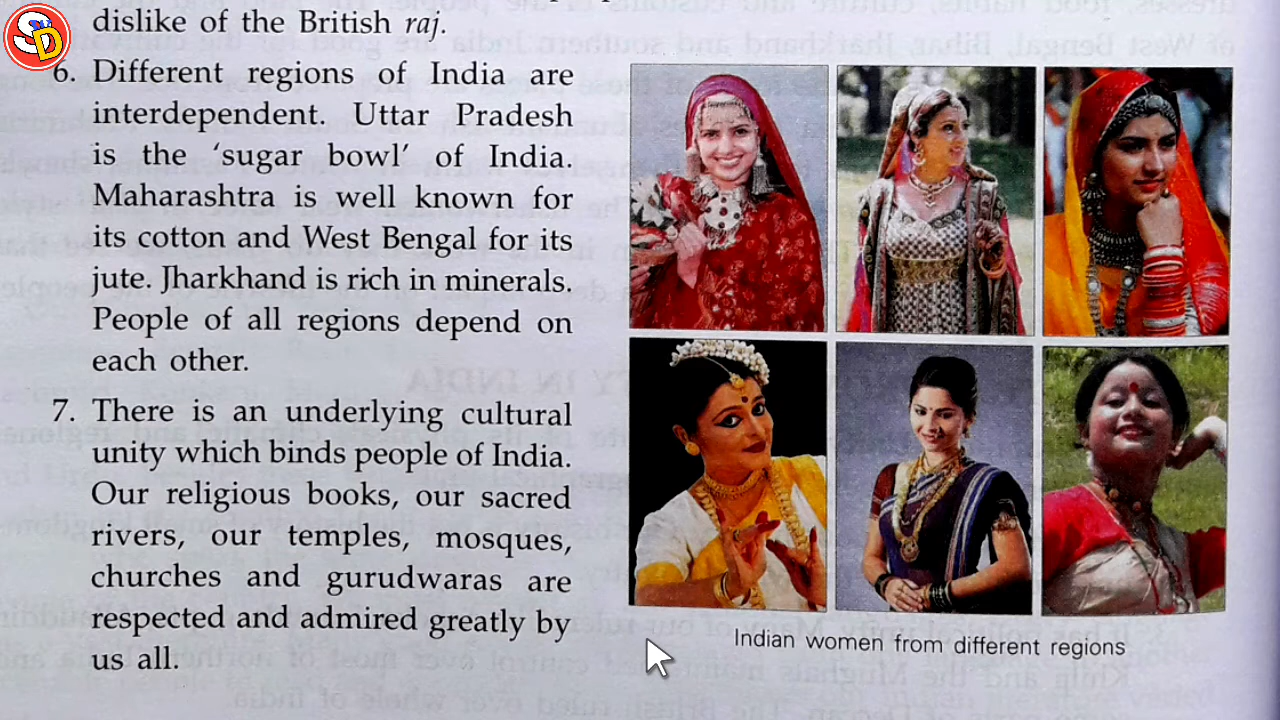 SD
dislike of the British raj.
6. Different regions of India are
interdependent. Uttar Pradesh
is the ‘sugar bowl’ of India.
Maharashtra is well known for
its cotton and West Bengal for its
jute. Jharkhand is rich in minerals.
People of all regions depend on
each other.
7. There is an underlying cultural
unity which binds people of India.
Our religious books, our sacred
rivers, our temples, mosques,
churches and gurudwaras are
respected and admired greatly by
us all.
Indian women from different regions